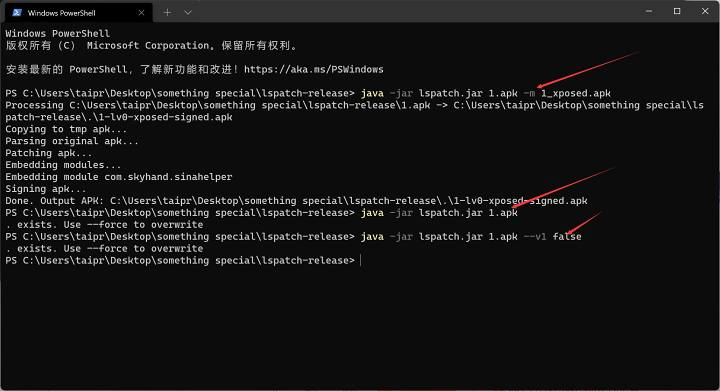 Windows PowerShell
Windows PowerShell
版权所有 (C) Microsoft Corporation。保留所有权利。
安装最新的 PowerShell，了解新功能和改进！https://aka.ms/PSWindows
PS C:\Users\taipr\Desktop\something special\lspatch-release> java -jar lspatch.jar 1.apk -m 1_xposed.apk
Processing C:\Users\taipr\Desktop\something special\lspatch-release\1.apk -> C:\Users\taipr\Desktop\something special\ls
patch-release\.\1-lv0-xposed-signed.apk
Copying to tmp apk...
Parsing original apk...
Patching apk...
Embedding modules...
Embedding module com.skyhand.sinahelper
Signing apk...
Done. Output APK: C:\Users\taipr\Desktop\something special\lspatch-release\.\1-lv0-xposed-signed.apk
PS C:\Users\taipr\Desktop\something special\lspatch-release> java -jar lspatch.jar 1.apk
. exists. Use --force to overwrite
PS C:\Users\taipr\Desktop\something special\lspatch-release> java -jar lspatch.jar 1.apk --v1 false
. exists. Use --force to overwrite
PS C:\Users\taipr\Desktop\something special\lspatch-release>